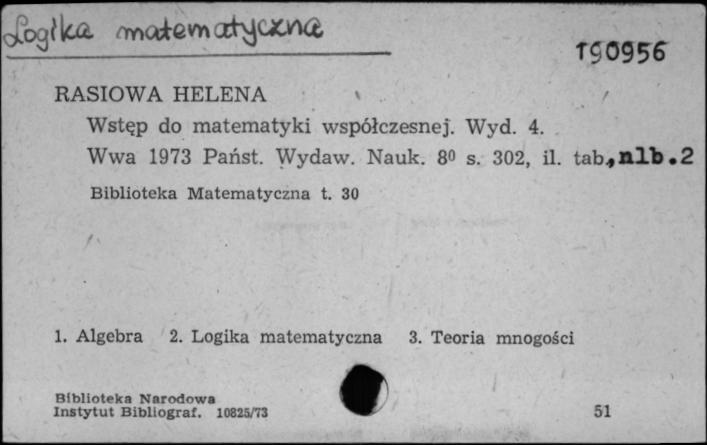 Logika matematyczna
T90956
RASIOWA HELENA
Wstęp do matematyki współczesnej. Wyd. 4.
Wwa 1973 Państ. Wydaw. Nauk. 8⁰ s. 302, il. tab., nlb. 2
Biblioteka Matematyczna t. 30
1. Algebra 2. Logika matematyczna 3. Teoria mnogości
Biblioteka Narodowa
Instytut Bibliograf. 10825/73 51